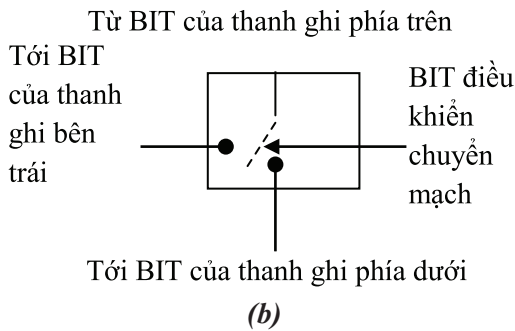 Từ BIT của thanh ghi phía trên
Tới BIT
của thanh
ghi bên
trái
BIT điều
khiển
chuyển
mạch
Tới BIT của thanh ghi phía dưới
(b)